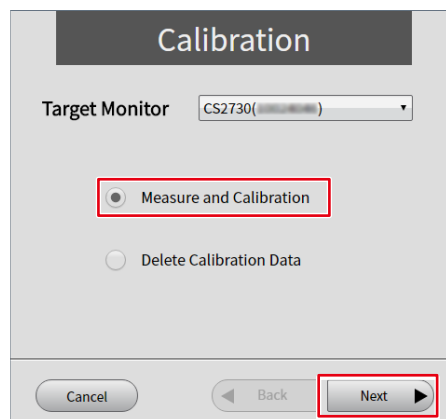 Calibration
Target Monitor CS2730( )
Measure and Calibration
Delete Calibration Data
Cancel Back Next